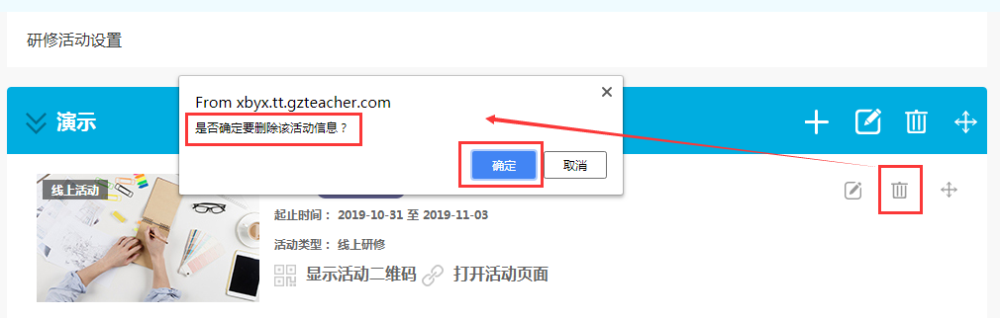 研修活动设置
演示
From xbyx.tt.gzteacher.com
是否确定要删除该活动信息？
确定
取消
线上活动
起止时间： 2019-10-31 至 2019-11-03
活动类型： 线上研修
显示活动二维码 打开活动页面